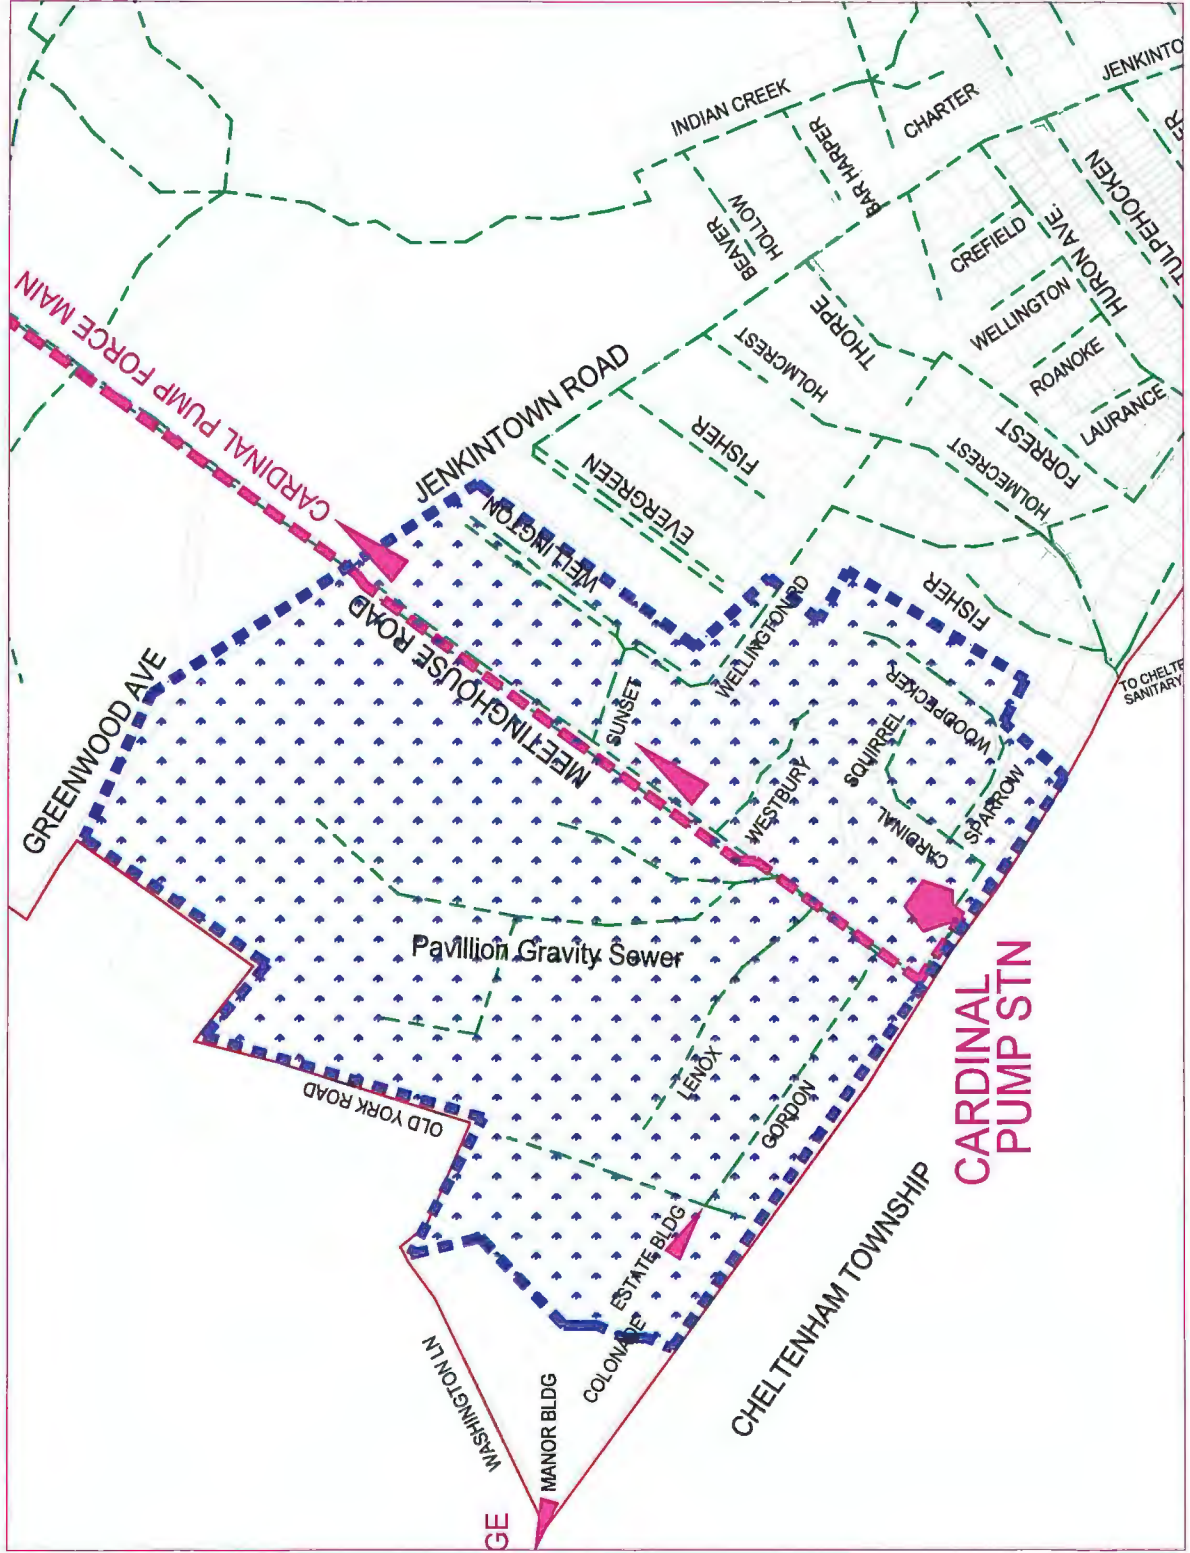 INDIAN CREEK
JENKINTO
CHARTER
BAR HARPER
BEAVER
HOLLOW
TULPEHOCKEN
ER
CREFIELD
HURON AVE.
WELLINGTON
ROANOKE
LAURANCE
THORPE
HOLMCREST
FORREST
HOLMECREST
FISHER
EVERGREEN
JENKINTOWN ROAD
CARDINAL PUMP FORCE MAIN
WELLINGTON
MEETINGHOUSE ROAD
GREENWOOD AVE
WELLINGTON RD
FISHER
SUNSET
WOODPECKER
SQUIRREL
WESTBURY
SPARROW
CARDINAL
TO CHELTE
SANITARY
Pavillion Gravity Sewer
CARDINAL
PUMP STN
OLD YORK ROAD
LENOX
GORDON
ESTATE BLDG
COLONADE
CHELTENHAM TOWNSHIP
WASHINGTON LN
MANOR BLDG
GE